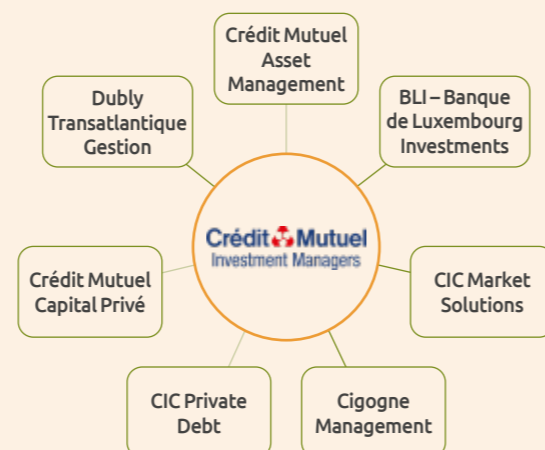 Crédit Mutuel
Asset
Management
Dubly
Transatlantique
Gestion
BLI – Banque
de Luxembourg
Investments
Crédit Mutuel
Investment Managers
Crédit Mutuel
Capital Privé
CIC Market
Solutions
CIC Private
Debt
Cigogne
Management